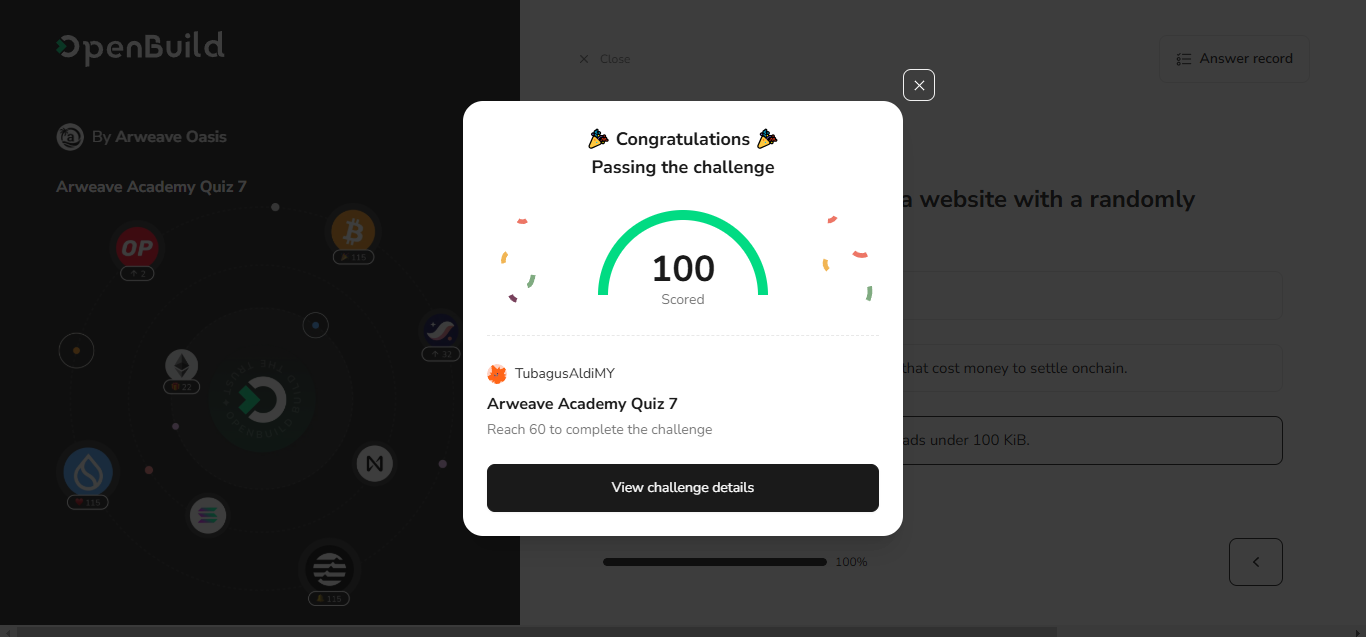 OpenBuild
By Arweave Oasis
Arweave Academy Quiz 7
OP
2
115
32
22
115
115
Close
Answer record
a website with a randomly
that cost money to settle onchain.
ads under 100 KiB.
100%
Congratulations
Passing the challenge
100
Scored
TubagusAldiMY
Arweave Academy Quiz 7
Reach 60 to complete the challenge
View challenge details